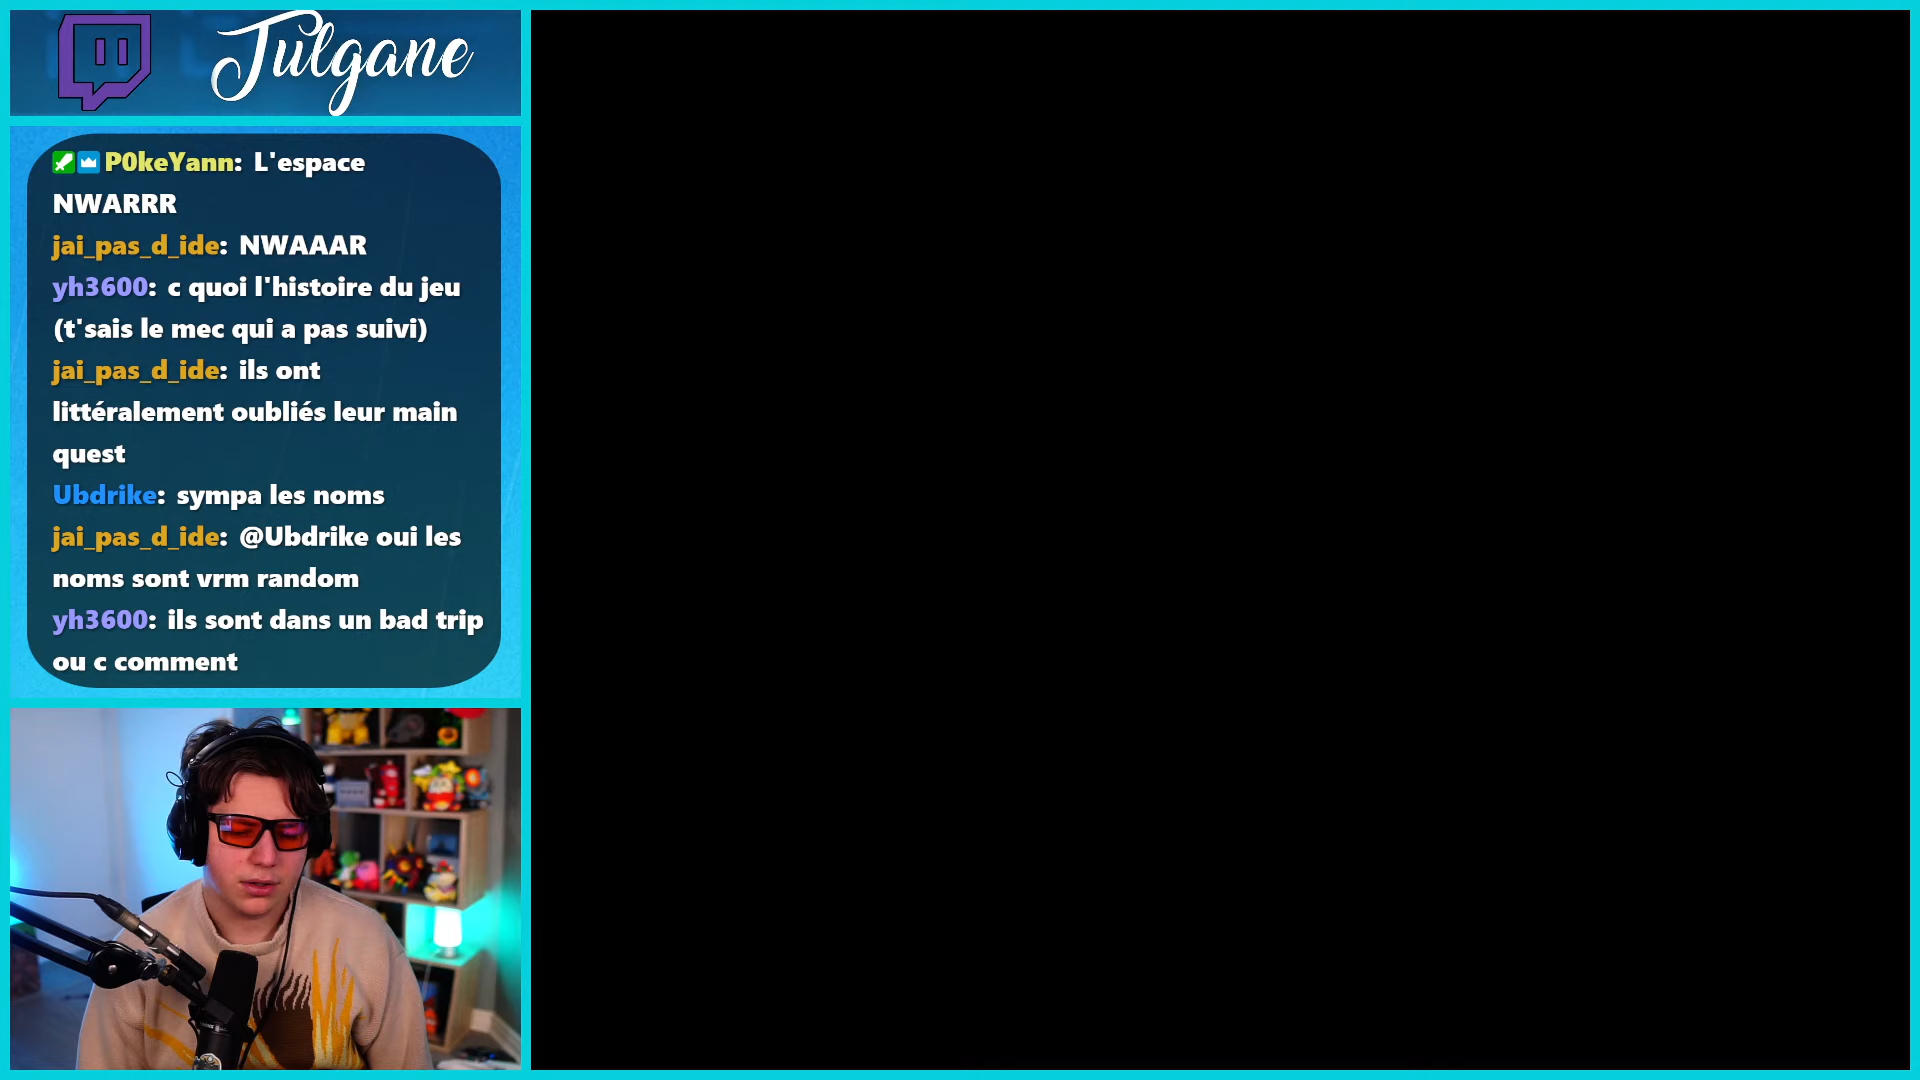 Julgane
P0keYann: L'espace
NWARRR
jai_pas_d_ide: NWAAAR
yh3600: c quoi l'histoire du jeu
(t'sais le mec qui a pas suivi)
jai_pas_d_ide: ils ont
littéralement oubliés leur main
quest
Ubdrike: sympa les noms
jai_pas_d_ide: @Ubdrike oui les
noms sont vrm random
yh3600: ils sont dans un bad trip
ou c comment